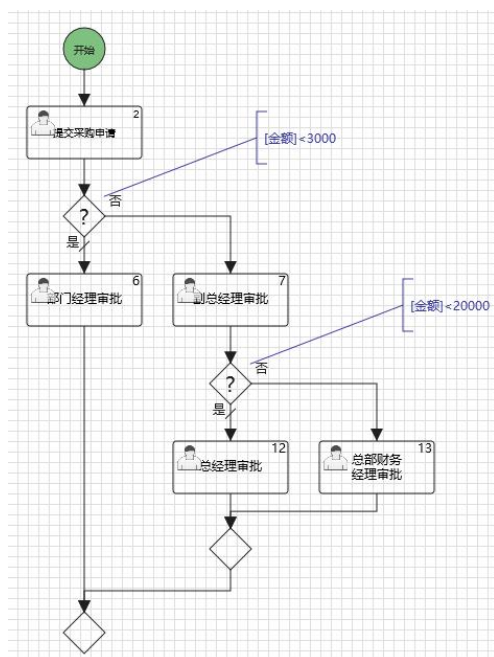 开始
2
提交采购申请
[金额]<3000
否
?
是
6
部门经理审批
7
副总经理审批
[金额]<20000
否
?
是
12
总经理审批
13
总部财务
经理审批